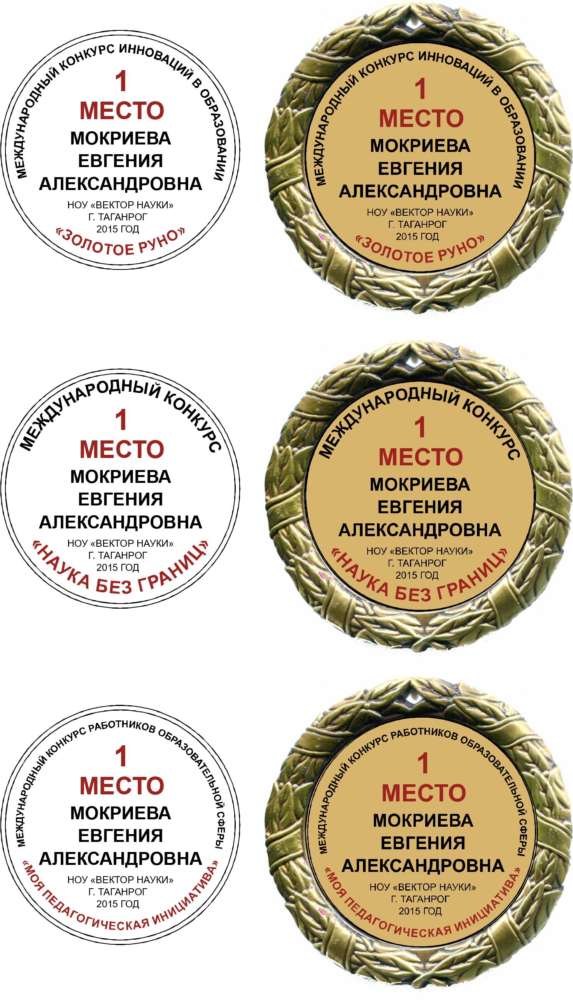 МЕЖДУНАРОДНЫЙ КОНКУРС ИННОВАЦИЙ В ОБРАЗОВАНИИ
1
МЕСТО
МОКРИЕВА
ЕВГЕНИЯ
АЛЕКСАНДРОВНА
НОУ «ВЕКТОР НАУКИ»
Г. ТАГАНРОГ
2015 ГОД
«ЗОЛОТОЕ РУНО»
МЕЖДУНАРОДНЫЙ КОНКУРС ИННОВАЦИЙ В ОБРАЗОВАНИИ
1
МЕСТО
МОКРИЕВА
ЕВГЕНИЯ
АЛЕКСАНДРОВНА
НОУ «ВЕКТОР НАУКИ»
Г. ТАГАНРОГ
2015 ГОД
«ЗОЛОТОЕ РУНО»
МЕЖДУНАРОДНЫЙ КОНКУРС
1
МЕСТО
МОКРИЕВА
ЕВГЕНИЯ
АЛЕКСАНДРОВНА
НОУ «ВЕКТОР НАУКИ»
Г. ТАГАНРОГ
2015 ГОД
«НАУКА БЕЗ ГРАНИЦ»
МЕЖДУНАРОДНЫЙ КОНКУРС
1
МЕСТО
МОКРИЕВА
ЕВГЕНИЯ
АЛЕКСАНДРОВНА
НОУ «ВЕКТОР НАУКИ»
Г. ТАГАНРОГ
2015 ГОД
«НАУКА БЕЗ ГРАНИЦ»
МЕЖДУНАРОДНЫЙ КОНКУРС РАБОТНИКОВ ОБРАЗОВАТЕЛЬНОЙ СФЕРЫ
1
МЕСТО
МОКРИЕВА
ЕВГЕНИЯ
АЛЕКСАНДРОВНА
НОУ «ВЕКТОР НАУКИ»
Г. ТАГАНРОГ
2015 ГОД
«МОЯ ПЕДАГОГИЧЕСКАЯ ИНИЦИАТИВА»
МЕЖДУНАРОДНЫЙ КОНКУРС РАБОТНИКОВ ОБРАЗОВАТЕЛЬНОЙ СФЕРЫ
1
МЕСТО
МОКРИЕВА
ЕВГЕНИЯ
АЛЕКСАНДРОВНА
НОУ «ВЕКТОР НАУКИ»
Г. ТАГАНРОГ
2015 ГОД
«МОЯ ПЕДАГОГИЧЕСКАЯ ИНИЦИАТИВА»